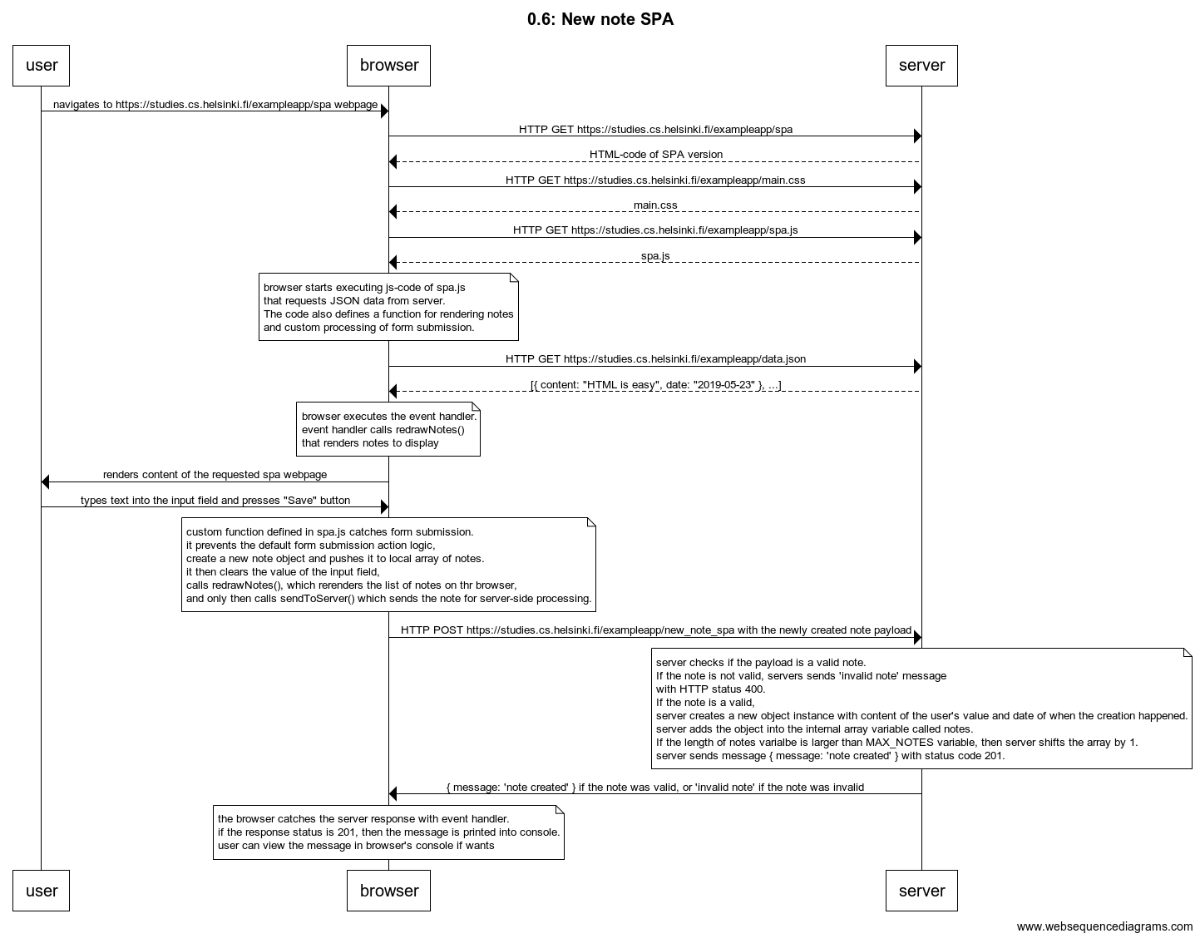 0.6: New note SPA
user
browser
server
navigates to https://studies.cs.helsinki.fi/exampleapp/spa webpage
HTTP GET https://studies.cs.helsinki.fi/exampleapp/spa
HTML-code of SPA version
HTTP GET https://studies.cs.helsinki.fi/exampleapp/main.css
main.css
HTTP GET https://studies.cs.helsinki.fi/exampleapp/spa.js
spa.js
browser starts executing js-code of spa.js
that requests JSON data from server.
The code also defines a function for rendering notes
and custom processing of form submission.
HTTP GET https://studies.cs.helsinki.fi/exampleapp/data.json
[{ content: "HTML is easy", date: "2019-05-23" }, ...]
browser executes the event handler.
event handler calls redrawNotes()
that renders notes to display
renders content of the requested spa webpage
types text into the input field and presses "Save" button
custom function defined in spa.js catches form submission.
it prevents the default form submission action logic,
create a new note object and pushes it to local array of notes.
it then clears the value of the input field,
calls redrawNotes(), which rerenders the list of notes on thr browser,
and only then calls sendToServer() which sends the note for server-side processing.
HTTP POST https://studies.cs.helsinki.fi/exampleapp/new_note_spa with the newly created note payload
server checks if the payload is a valid note.
If the note is not valid, servers sends 'invalid note' message
with HTTP status 400.
If the note is a valid,
server creates a new object instance with content of the user's value and date of when the creation happened.
server adds the object into the internal array variable called notes.
If the length of notes varialbe is larger than MAX_NOTES variable, then server shifts the array by 1.
server sends message { message: 'note created' } with status code 201.
{ message: 'note created' } if the note was valid, or 'invalid note' if the note was invalid
the browser catches the server response with event handler.
if the response status is 201, then the message is printed into console.
user can view the message in browser's console if wants
user
browser
server
www.websequencediagrams.com